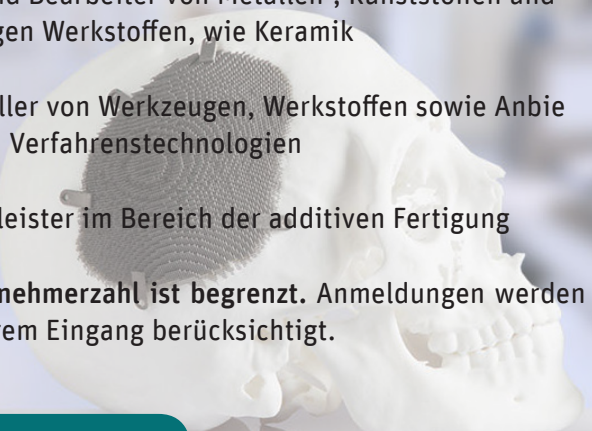 d Bearbeiter von Metallen , Kunststoffen und
gen Werkstoffen, wie Keramik
ller von Werkzeugen, Werkstoffen sowie Anbie
Verfahrenstechnologien
leister im Bereich der additiven Fertigung
nehmerzahl ist begrenzt. Anmeldungen werden
rem Eingang berücksichtigt.